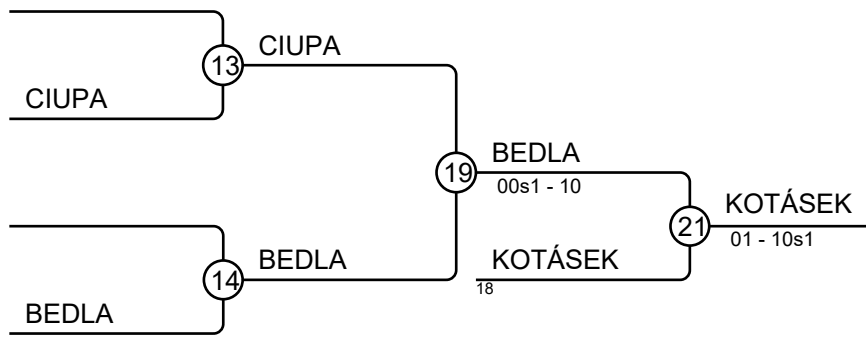 CIUPA
13
CIUPA
BEDLA
19
00s1 - 10
KOTÁSEK
21
01 - 10s1
KOTÁSEK
18
BEDLA
14
BEDLA